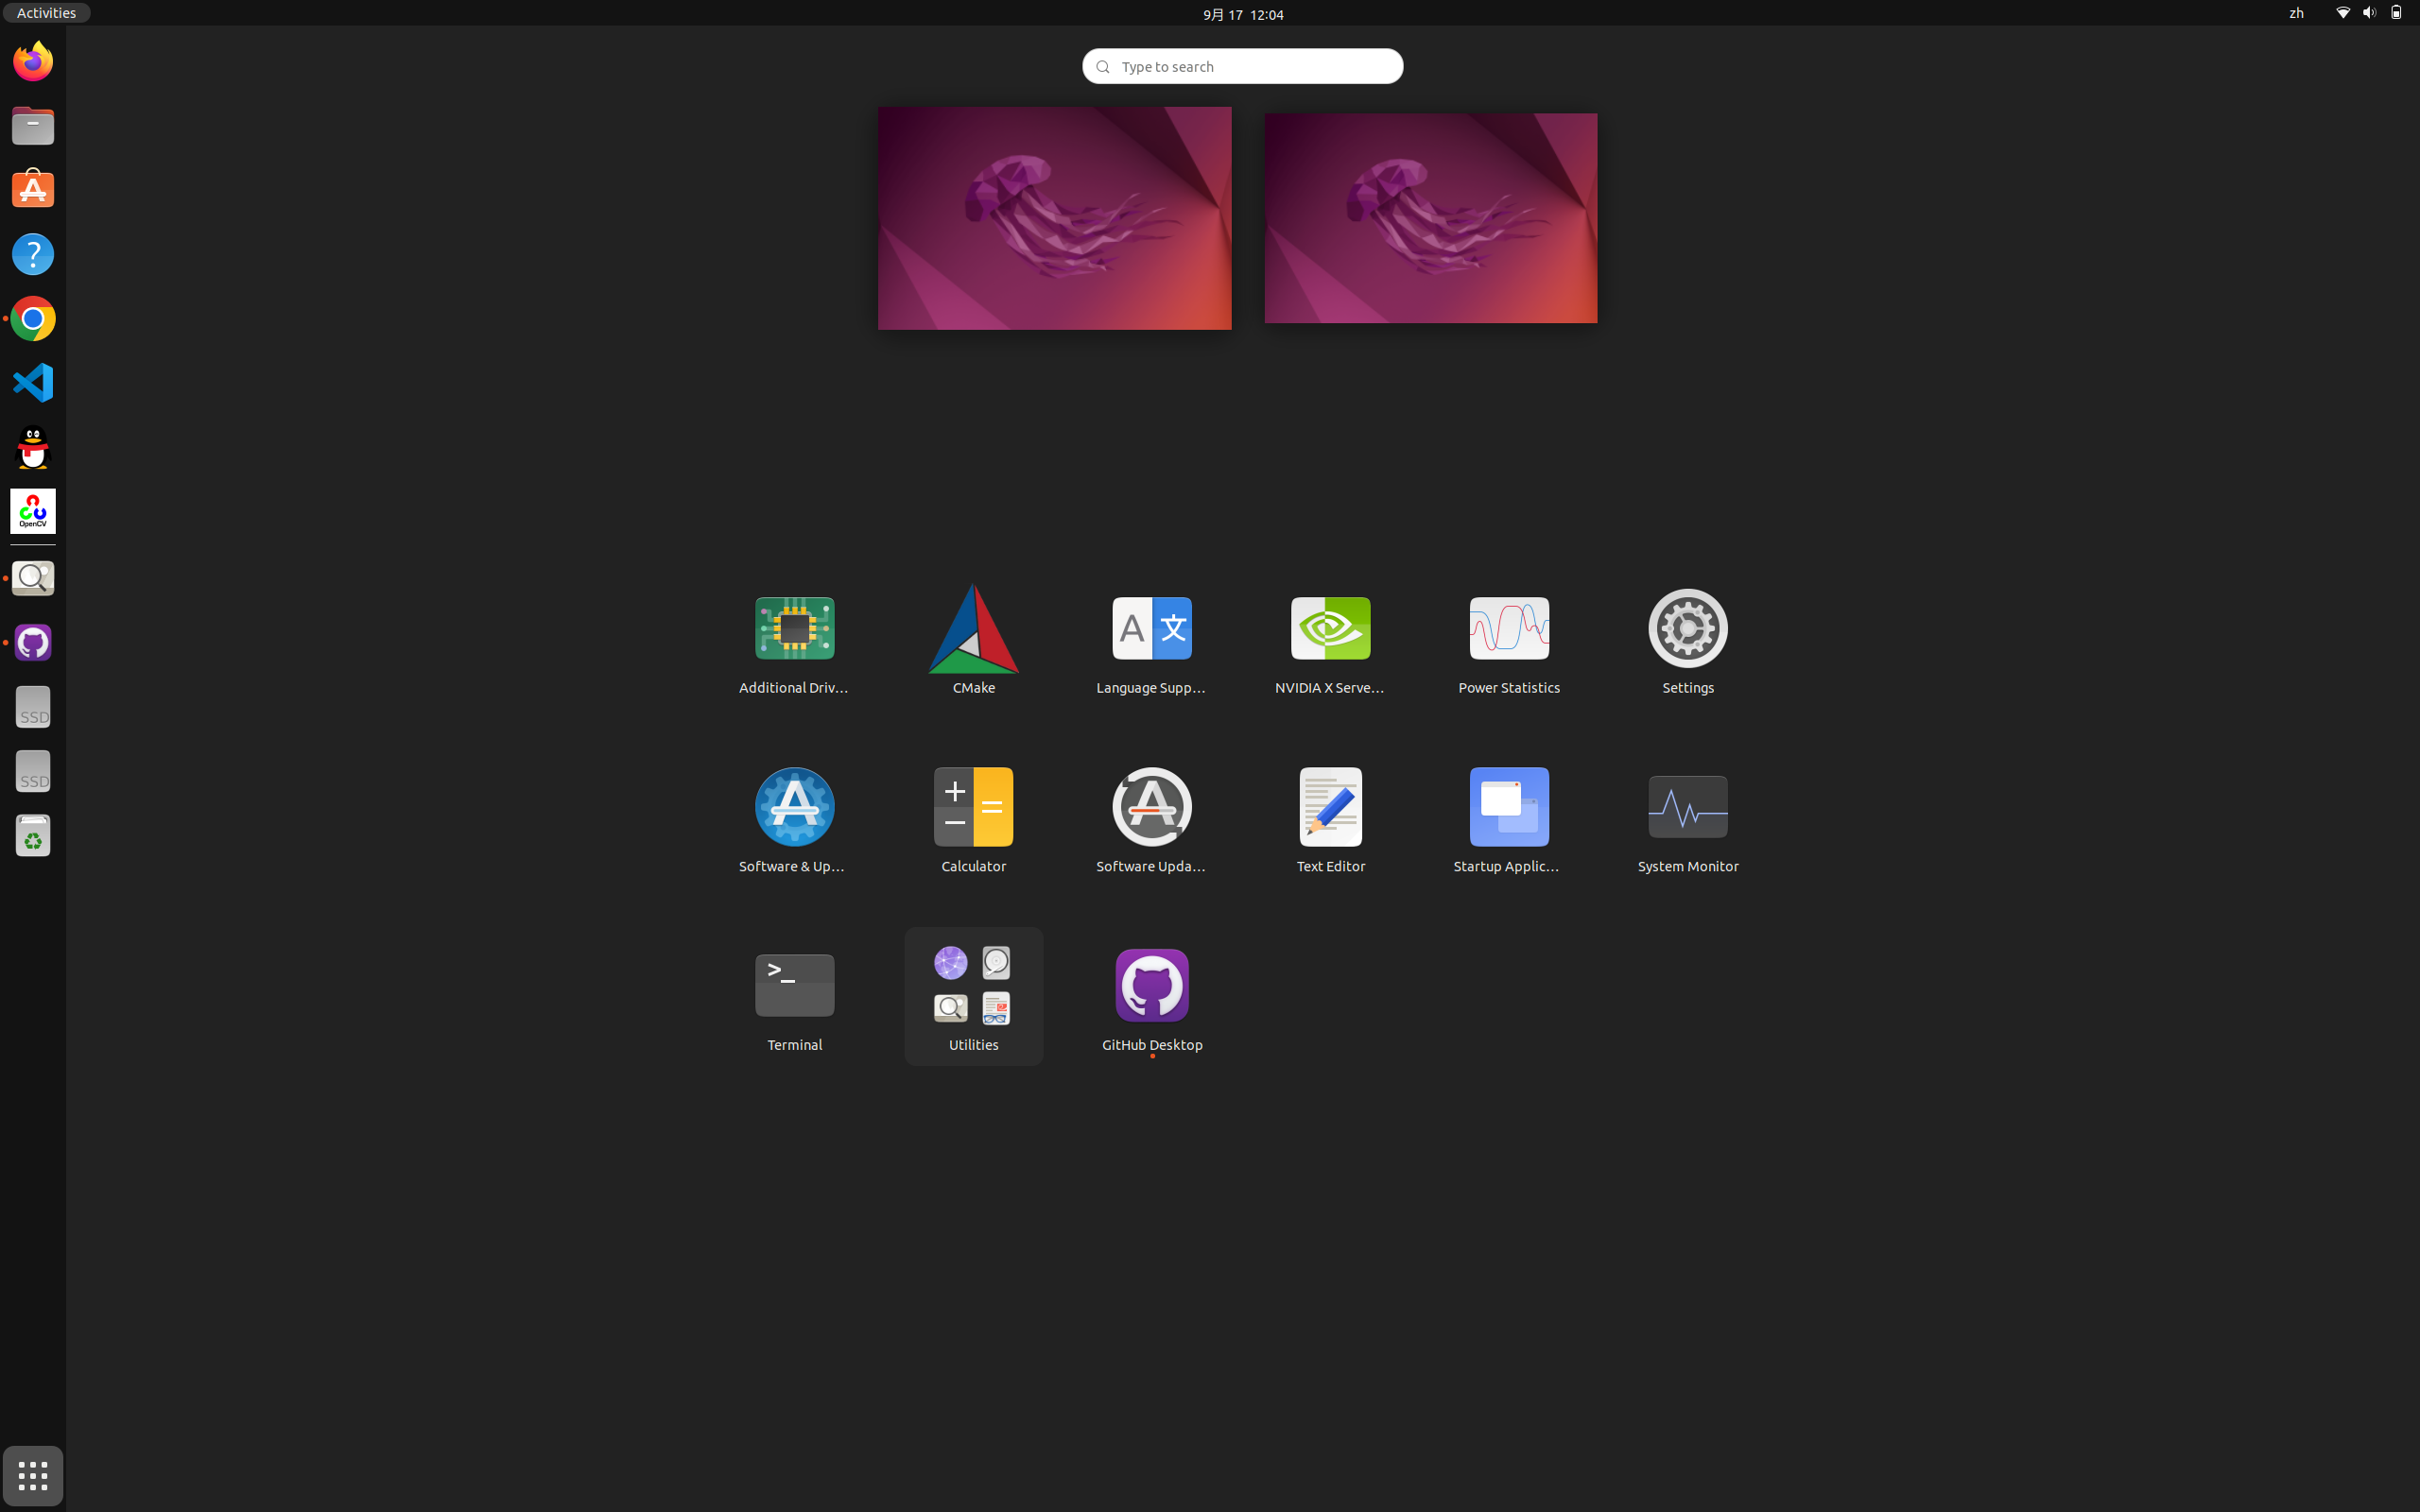 Activities
9月 17 12:04
zh
Type to search
OpenCV
SSD
SSD
Additional Driv...
CMake
Language Supp...
NVIDIA X Serve...
Power Statistics
Settings
Software & Up...
Calculator
Software Upda...
Text Editor
Startup Applic...
System Monitor
Terminal
Utilities
GitHub Desktop